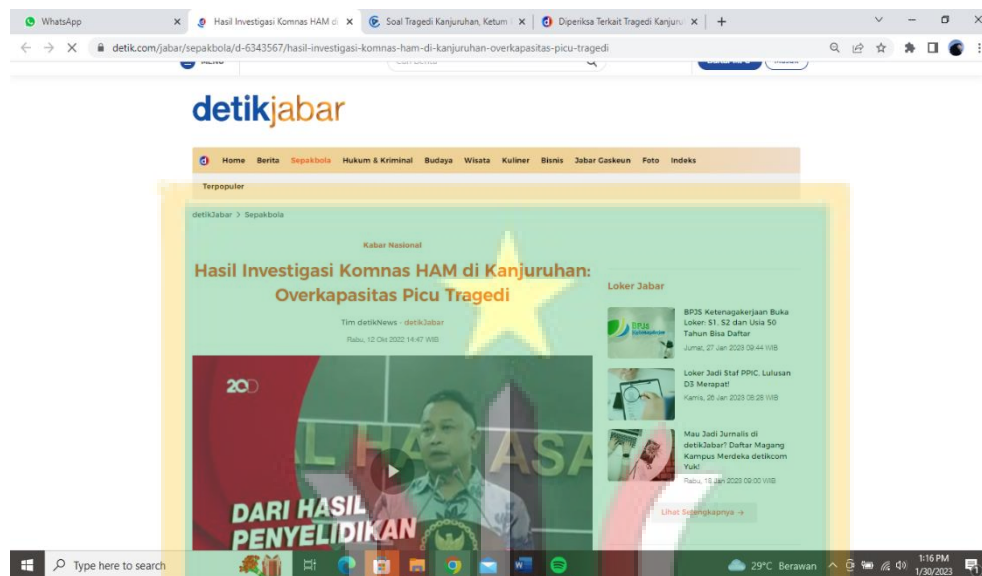 WhatsApp
Hasil Investigasi Komnas HAM di
Soal Tragedi Kanjuruhan, Ketum
Diperiksa Terkait Tragedi Kanjuru
detik.com/jabar/sepakbola/d-6343567/hasil-investigasi-komnas-ham-di-kanjuruhan-overkapasitas-picu-tragedi
MENU
Cari Berita
detikjabar
Home Berita Sepakbola Hukum & Kriminal Budaya Wisata Kuliner Bisnis Jabar Gaskeun Foto Indeks
Terpopuler
detikJabar > Sepakbola
Kabar Nasional
Hasil Investigasi Komnas HAM di Kanjuruhan:
Overkapasitas Picu Tragedi
Tim detikNews - detikJabar
Rabu, 12 Okt 2022 14:47 WIB
20D
DARI HASIL
PENYELIDIKAN
Loker Jabar
BPJS Ketenagakerjaan Buka
Loker: S1, S2 dan Usia 50
Tahun Bisa Daftar
Jumat, 27 Jan 2023 09:44 WIB
Loker Jadi Staf PPIC, Lulusan
D3 Merapat!
Kamis, 26 Jan 2023 08:28 WIB
Mau Jadi Jurnalis di
detikJabar? Daftar Magang
Kampus Merdeka detikcom
Yuk!
Rabu, 18 Jan 2023 09:00 WIB
Lihat Selengkapnya →
Type here to search
29°C Berawan
1:16 PM
1/30/2023